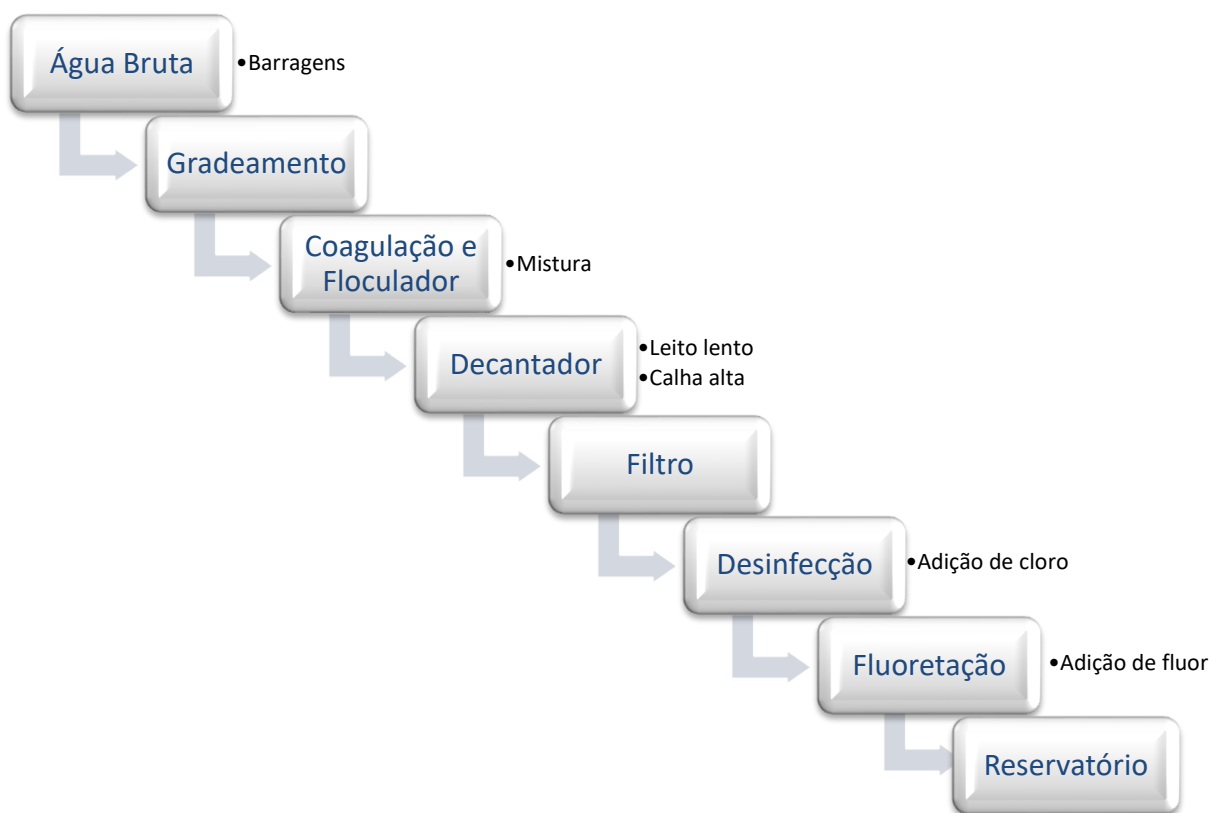 Água Bruta
•Barragens
Gradeamento
Coagulação e
Floculador
•Mistura
Decantador
•Leito lento
•Calha alta
Filtro
Desinfecção
•Adição de cloro
Fluoretação
•Adição de fluor
Reservatório